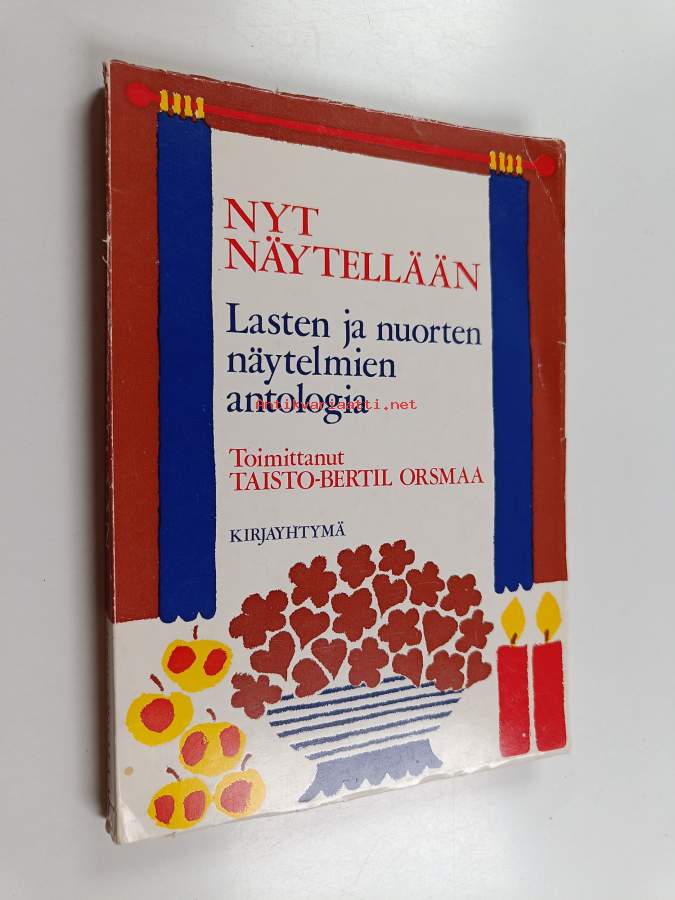 NYT
NÄYTELLÄÄN
Lasten ja nuorten
näytelmien
antologia
Antikvariaatti.net
Toimittanut
TAISTO-BERTIL ORSMAA
KIRJAYHTYMÄ